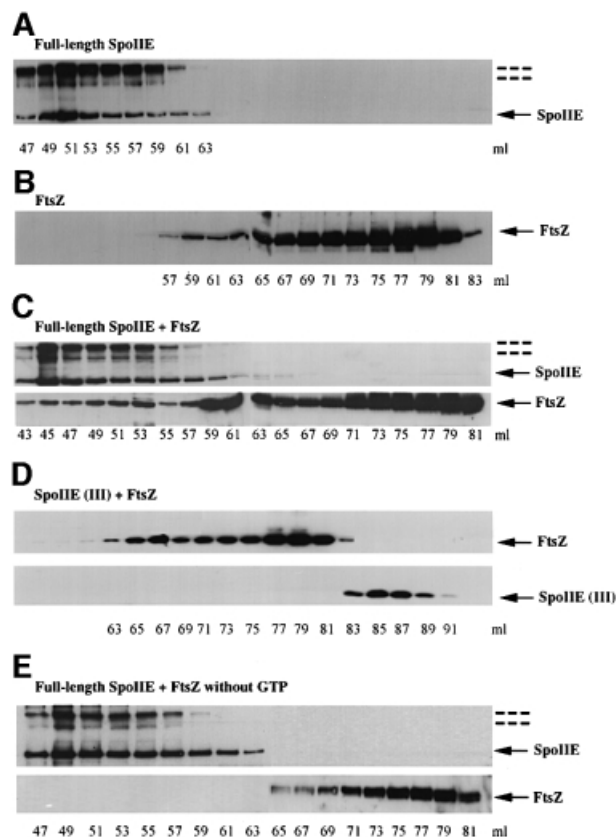 A
Full-length SpoIIE
SpoIIE
47 49 51 53 55 57 59 61 63 ml
B
FtsZ
FtsZ
57 59 61 63 65 67 69 71 73 75 77 79 81 83 ml
C
Full-length SpoIIE + FtsZ
SpoIIE
FtsZ
43 45 47 49 51 53 55 57 59 61 63 65 67 69 71 73 75 77 79 81 ml
D
SpoIIE (III) + FtsZ
FtsZ
SpoIIE (III)
63 65 67 69 71 73 75 77 79 81 83 85 87 89 91 ml
E
Full-length SpoIIE + FtsZ without GTP
SpoIIE
FtsZ
47 49 51 53 55 57 59 61 63 65 67 69 71 73 75 77 79 81 ml